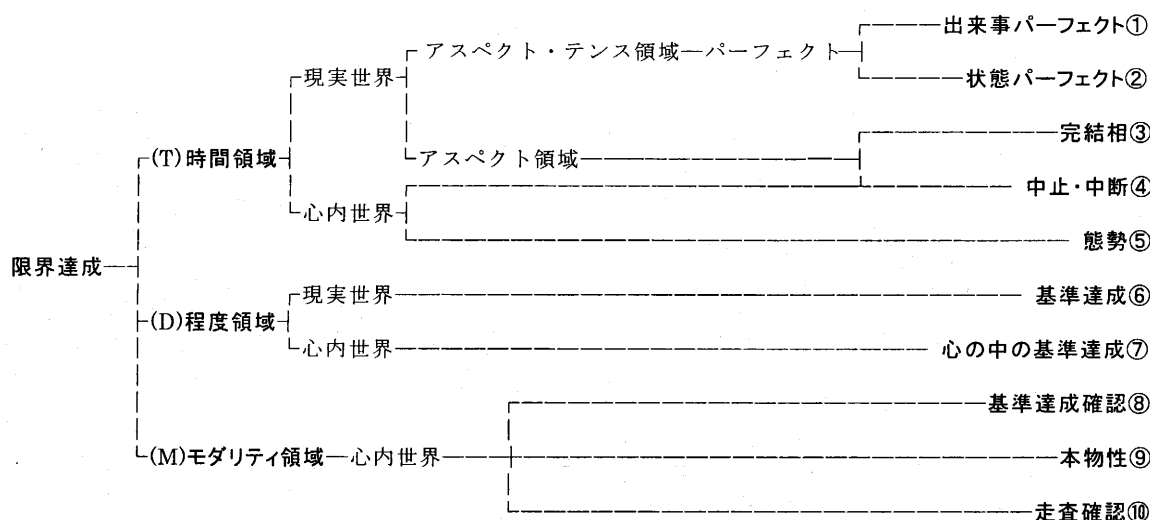 出来事パーフェクト①
アスペクト・テンス領域 パーフェクト
現実世界
状態パーフェクト②
完結相③
(T)時間領域
アスペクト領域
中止・中断④
心内世界
態勢⑤
限界達成
現実世界
基準達成⑥
(D)程度領域
心内世界
心の中の基準達成⑦
基準達成確認⑧
(M)モダリティ領域 心内世界
本物性⑨
走査確認⑩